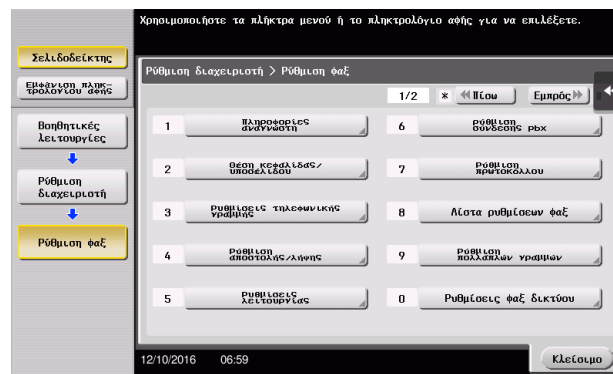 Χρησιμοποιήστε τα πλήκτρα μενού ή το πληκτρολόγιο αφής για να επιλέξετε.
Σελιδοδείκτης
Εμφάνιση πληκ-
τρολογίου αφής
Βοηθητικές
λειτουργίες
Ρύθμιση
διαχειριστή
Ρύθμιση φαξ
Ρύθμιση διαχειριστή > Ρύθμιση φαξ
1/2 * Πίσω Εμπρός
1 Πληροφορίες
αναγνώστη
2 Θέση κεφαλίδας/
υποσέλιδου
3 Ρυθμίσεις τηλεφωνικής
γραμμής
4 Ρύθμιση
αποστολής/λήψης
5 Ρυθμίσεις
λειτουργίας
6 Ρύθμιση
σύνδεσης pbx
7 Ρύθμιση
πρωτοκόλλου
8 Λίστα ρυθμίσεων φαξ
9 Ρύθμιση
πολλαπλών γραμμών
0 Ρυθμίσεις φαξ δικτύου
12/10/2016 06:59
Κλείσιμο